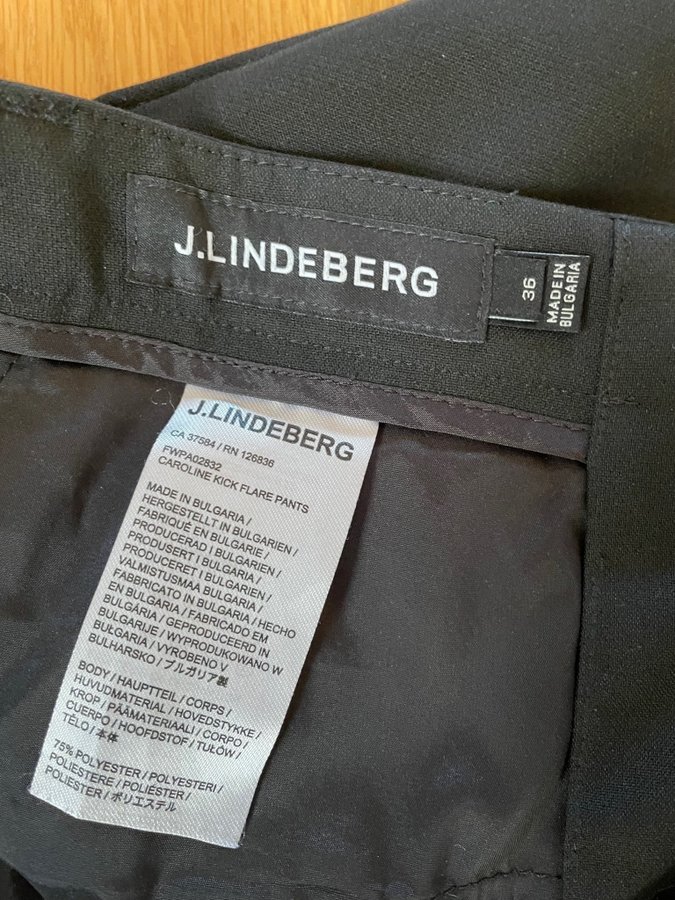 J.LINDEBERG
36
MADE IN
BULGARIA
J.LINDEBERG
CA 37584 / RN 126836
FWPA02832
CAROLINE KICK FLARE PANTS
MADE IN BULGARIA /
HERGESTELLT IN BULGARIEN /
FABRIQUÉ EN BULGARIE /
PRODUCERAD I BULGARIEN /
PRODUSERT I BULGARIA /
PRODUCERET I BULGARIEN /
VALMISTUSMAA BULGARIA /
FABBRICATO IN BULGARIA / HECHO
EN BULGARIA / FABRICADO EM
BULGÁRIA / GEPRODUCEERD IN
BULGARIJE / WYPRODUKOWANO W
BUŁGARIA / VYROBENO V
BULHARSKO / ブルガリア製
BODY / HAUPTTEIL / CORPS /
HUVUDMATERIAL / HOVEDSTYKKE /
KROP / PÄÄMATERIAALI / CORPO /
CUERPO / HOOFDSTOF / TUŁÓW /
TĚLO / 本体
75% POLYESTER / POLYESTERI /
POLIESTERE / POLIÉSTER /
POLIESTER / ポリエステル